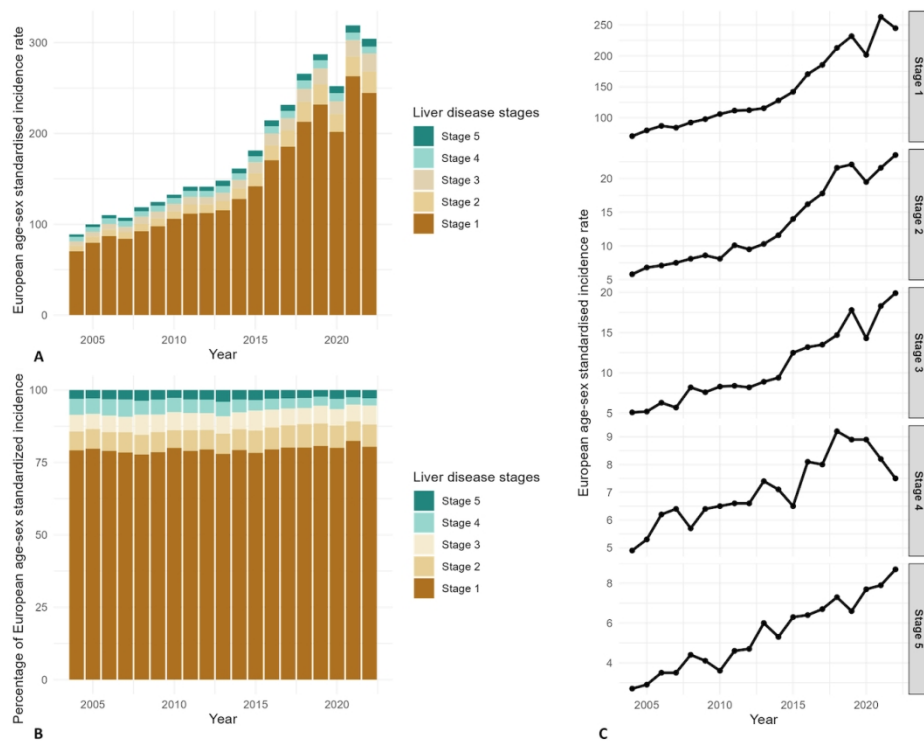 European age-sex standardised incidence rate
300
200
100
0
2005
2010
2015
2020
Year
A
Liver disease stages
Stage 5
Stage 4
Stage 3
Stage 2
Stage 1
Percentage of European age-sex standardized incidence
100
75
50
25
0
2005
2010
2015
2020
Year
B
Liver disease stages
Stage 5
Stage 4
Stage 3
Stage 2
Stage 1
European age-sex standardised incidence rate
250
200
150
100
Stage 1
20
15
10
5
Stage 2
20
15
10
5
Stage 3
9
8
7
6
5
Stage 4
8
6
4
Stage 5
2005
2010
2015
2020
Year
C